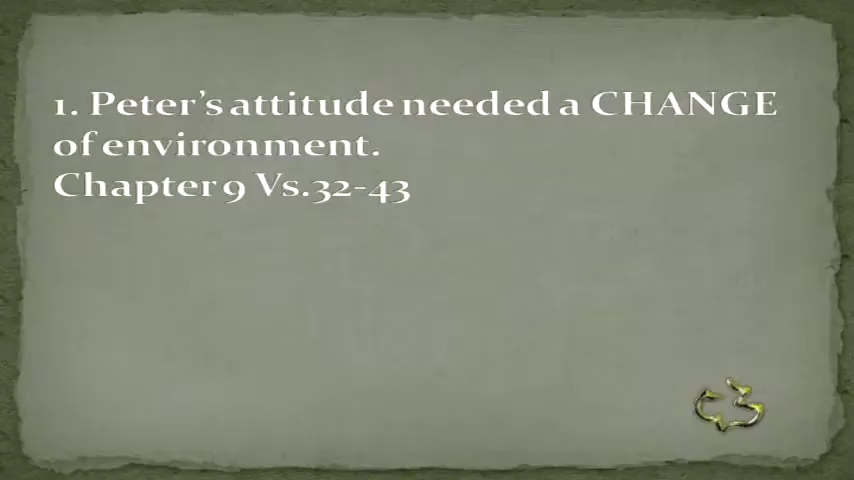 1. Peter’s attitude needed a CHANGE
of environment.
Chapter 9 Vs.32-43